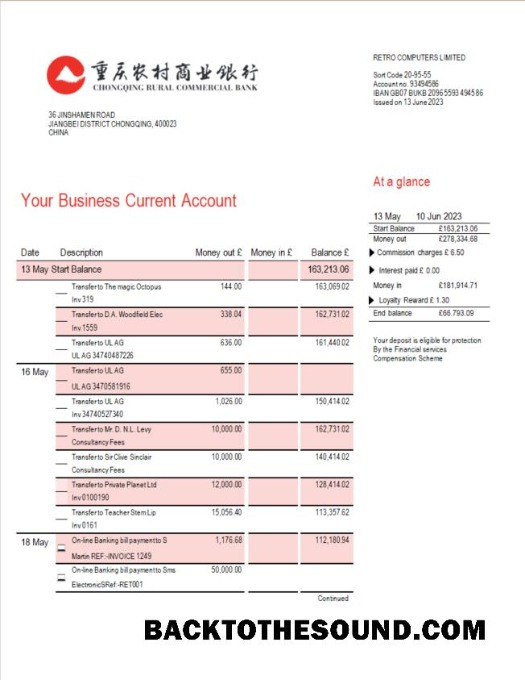 重庆农村商业银行
CHONGQING RURAL COMMERCIAL BANK
36 JINSHAMEN ROAD
JIANGBEI DISTRICT CHONGQING, 400023
CHINA
RETRO COMPUTERS LIMITED
Sort Code 20-95-55
Account no. 93494586
IBAN GB07 BUKB 20965593 494586
Issued on 13 June 2023
Your Business Current Account
At a glance
13 May 10 Jun 2023
Start Balance £163,213.06
Money out £278,334.68
Commission charges £ 6.50
Interest paid £ 0.00
Money in £181,914.71
Loyalty Reward £ 1.30
End balance £66.793.09
Your deposit is eligible for protection
By the Financial services
Compensation Scheme
Date Description Money out £ Money in £ Balance £
13 May Start Balance 163,213.06
Transfer to The magic Octopus 144.00 163,069.02
Inv 319
Transfer to D.A. Woodfield Elec 338.04 162,731.02
Inv 1559
Transfer to UL AG 636.00 161,440.02
UL AG 34740487226
16 May Transfer to UL AG 655.00
UL AG 3470581916
Transfer to UL AG 1,026.00 150,414.02
Inv 34740527340
Transfer to Mr. D. N.L. Levy 10,000.00 162,731.02
Consultancy Fees
Transfer to Sir Clive Sinclair 10,000.00 140,414.02
Consultancy Fees
Transfer to Private Planet Ltd 12,000.00 128,414.02
Inv 0100190
Transfer to Teacher Stem Lip 15,056.40 113,357.62
Inv 0161
18 May On-line Banking bill payment to S 1,176.68 112,180.94
Martin REF:-INVOICE 1249
On-line Banking bill payment to Sms 50,000.00
ElectronicSRef:-RET001
Continued
BACKTOTHESOUND.COM